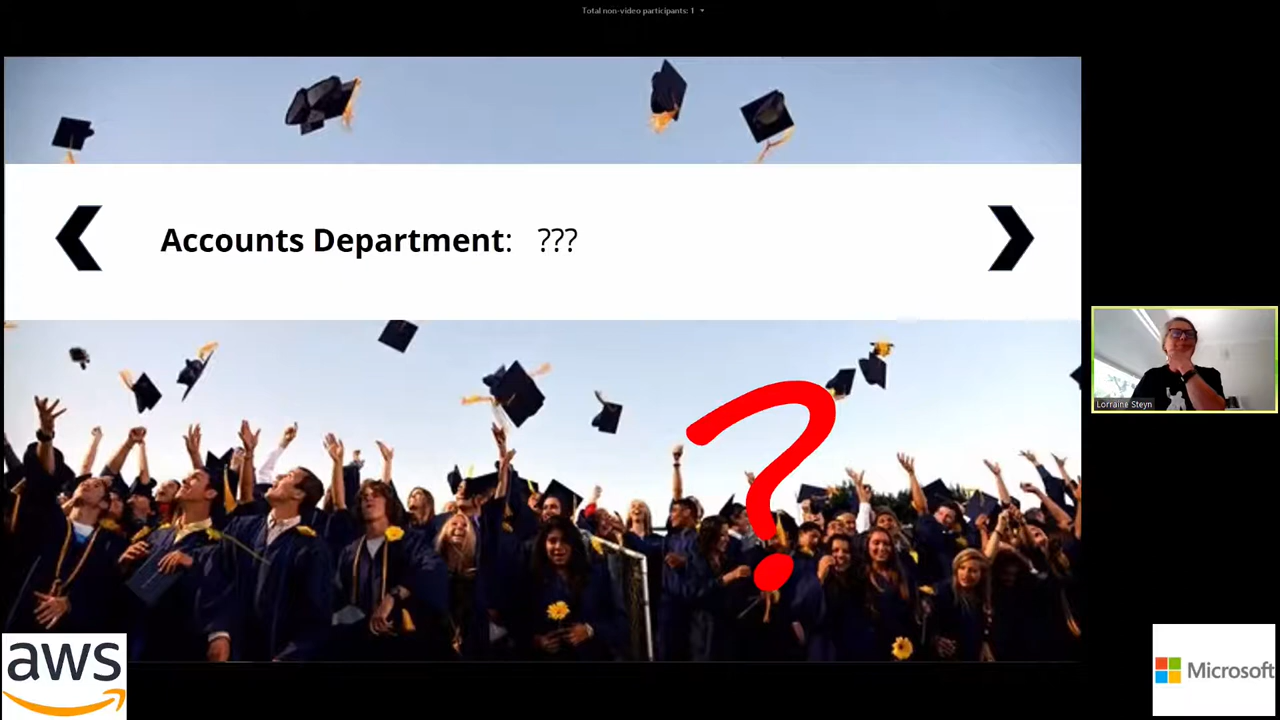 Total non-video participants: 1
Accounts Department: ???
?
Lorraine Steyn
aws
Microsoft